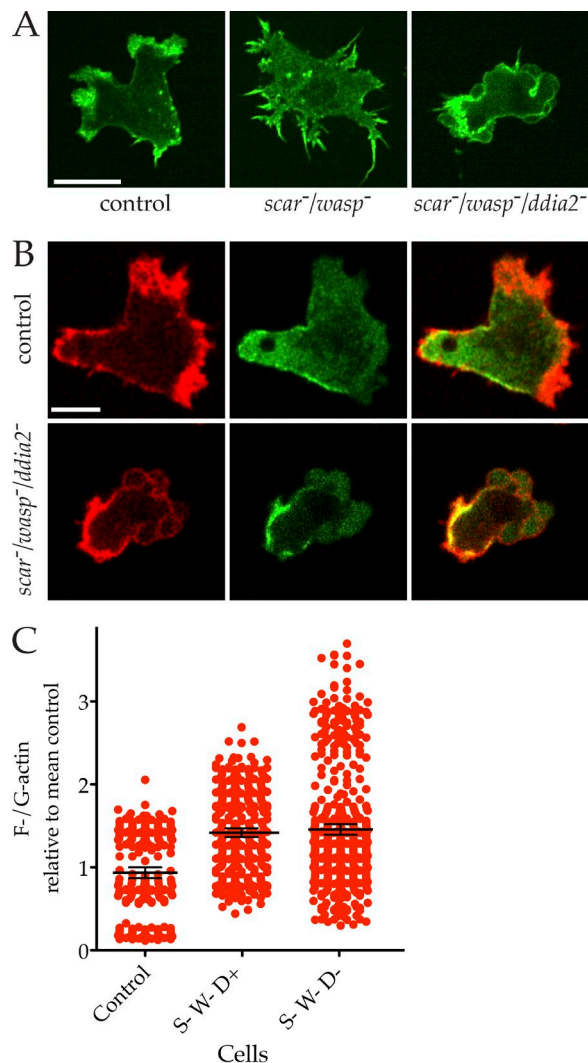 A
control
scar-/wasp-
scar-/wasp-/ddia2-
B
control
scar-/wasp-/ddia2-
C
F-/G-actin
relative to mean control
3
2
1
0
Control
S- W- D+
S- W- D-
Cells